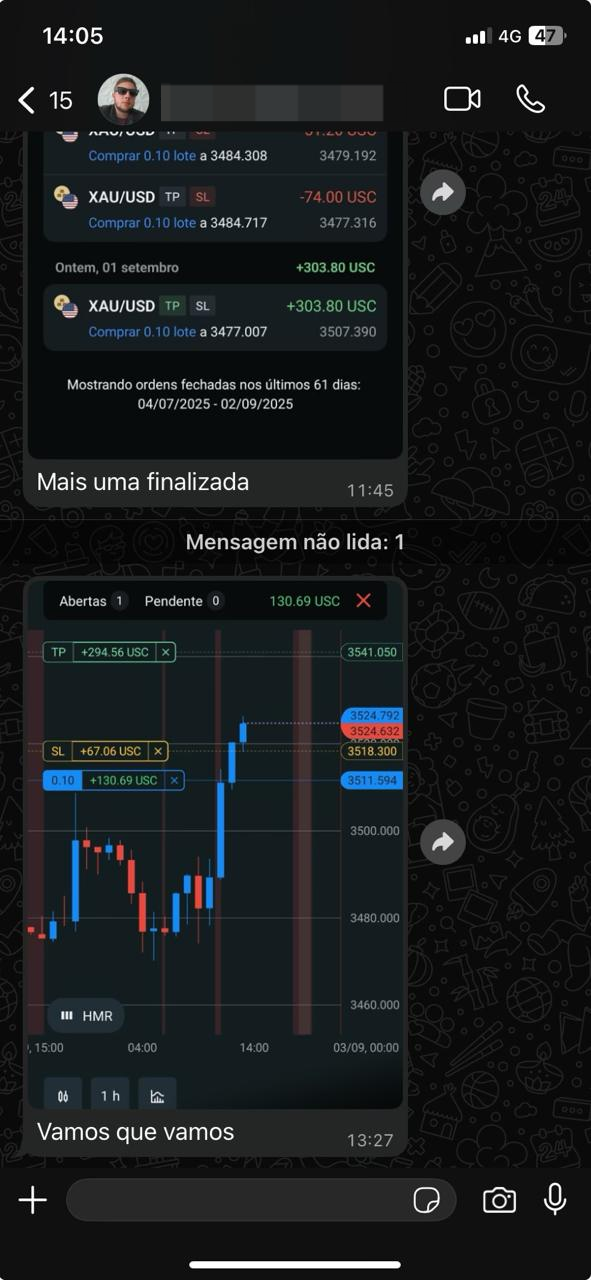 14:05
4G 47
15
XAU/USD TP SL
Comprar 0.10 lote a 3484.308 3479.192
XAU/USD TP SL -74.00 USC
Comprar 0.10 lote a 3484.717 3477.316
Ontem, 01 setembro +303.80 USC
XAU/USD TP SL +303.80 USC
Comprar 0.10 lote a 3477.007 3507.390
Mostrando ordens fechadas nos últimos 61 dias:
04/07/2025 - 02/09/2025
Mais uma finalizada
11:45
Mensagem não lida: 1
Abertas 1 Pendente 0 130.69 USC
TP +294.56 USC × 3541.050
3524.792
3524.632
SL +67.06 USC × 3518.300
0.10 +130.69 USC × 3511.594
3500.000
3480.000
3460.000
HMR
, 15:00 04:00 14:00 03/09, 00:00
1 h
Vamos que vamos
13:27